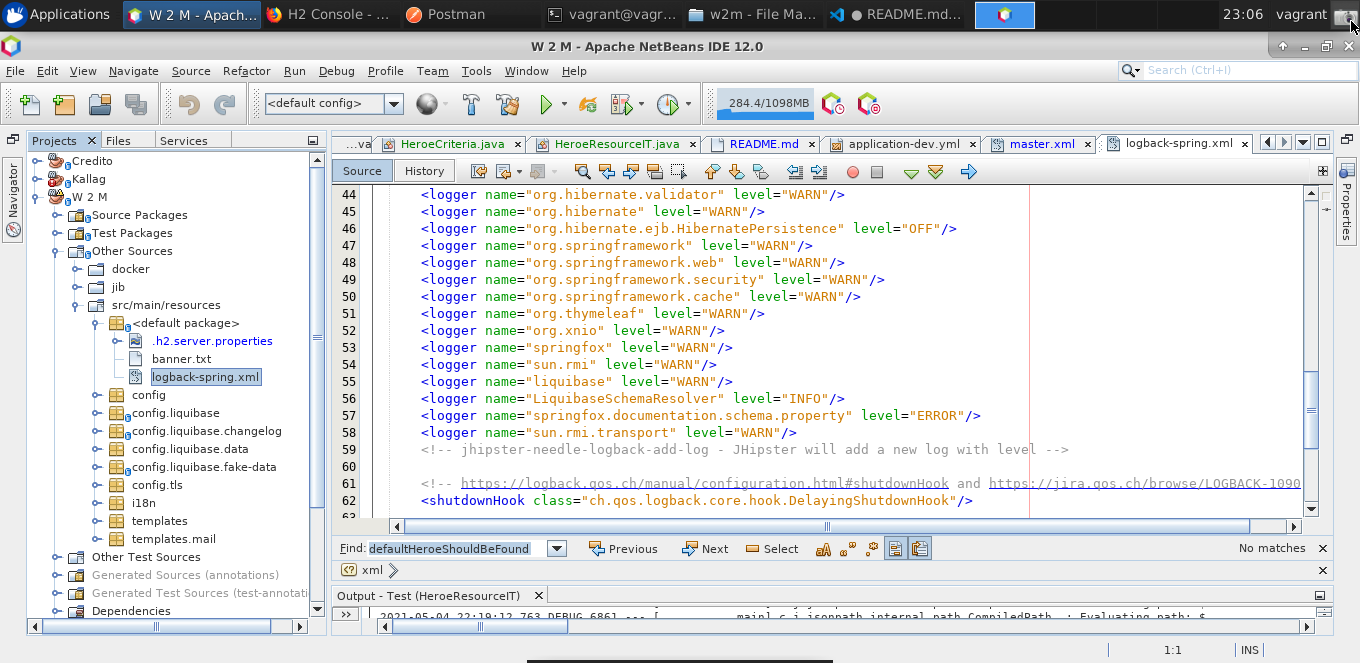 Applications
W 2 M - Apach...
H2 Console - ...
Postman
vagrant@vagr...
w2m - File Ma...
README.md...
23:06
vagrant
W 2 M - Apache NetBeans IDE 12.0
File Edit View Navigate Source Refactor Run Debug Profile Team Tools Window Help
Search (Ctrl+I)
<default config>
284.4/1098MB
Projects
Files
Services
...va
HeroeCriteria.java
HeroeResourceIT.java
README.md
application-dev.yml
master.xml
logback-spring.xml
Navigator
Properties
Source
History
Credito
Kallag
W 2 M
Source Packages
Test Packages
Other Sources
docker
jib
src/main/resources
<default package>
.h2.server.properties
banner.txt
logback-spring.xml
config
config.liquibase
config.liquibase.changelog
config.liquibase.data
config.liquibase.fake-data
config.tls
i18n
templates
templates.mail
Other Test Sources
Generated Sources (annotations)
Generated Test Sources (test-annotati
Dependencies
44 <logger name="org.hibernate.validator" level="WARN"/>
45 <logger name="org.hibernate" level="WARN"/>
46 <logger name="org.hibernate.ejb.HibernatePersistence" level="OFF"/>
47 <logger name="org.springframework" level="WARN"/>
48 <logger name="org.springframework.web" level="WARN"/>
49 <logger name="org.springframework.security" level="WARN"/>
50 <logger name="org.springframework.cache" level="WARN"/>
51 <logger name="org.thymeleaf" level="WARN"/>
52 <logger name="org.xnio" level="WARN"/>
53 <logger name="springfox" level="WARN"/>
54 <logger name="sun.rmi" level="WARN"/>
55 <logger name="liquibase" level="WARN"/>
56 <logger name="LiquibaseSchemaResolver" level="INFO"/>
57 <logger name="springfox.documentation.schema.property" level="ERROR"/>
58 <logger name="sun.rmi.transport" level="WARN"/>
59 <!-- jhipster-needle-logback-add-log - JHipster will add a new log with level -->
60
61 <!-- https://logback.qos.ch/manual/configuration.html#shutdownHook and https://jira.qos.ch/browse/LOGBACK-1090
62 <shutdownHook class="ch.qos.logback.core.hook.DelayingShutdownHook"/>
63
Find: defaultHeroeShouldBeFound
Previous
Next
Select
No matches
xml
Output - Test (HeroeResourceIT)
2021-05-04 22:19:12.763 DEBUG 6861 --- [ main] c.j.jsonpath.internal.path.CompiledPath : Evaluating path: $
1:1
INS